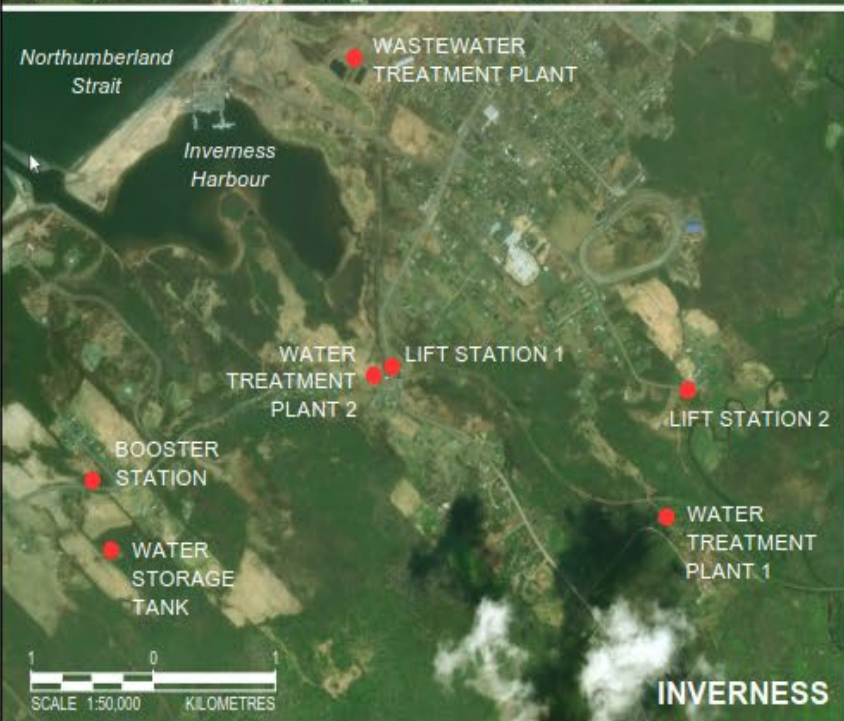 WASTEWATER
TREATMENT PLANT
Northumberland
Strait
Inverness
Harbour
WATER
TREATMENT
PLANT 2
LIFT STATION 1
LIFT STATION 2
BOOSTER
STATION
WATER
TREATMENT
PLANT 1
WATER
STORAGE
TANK
1 0 1
SCALE 1:50,000 KILOMETRES
INVERNESS